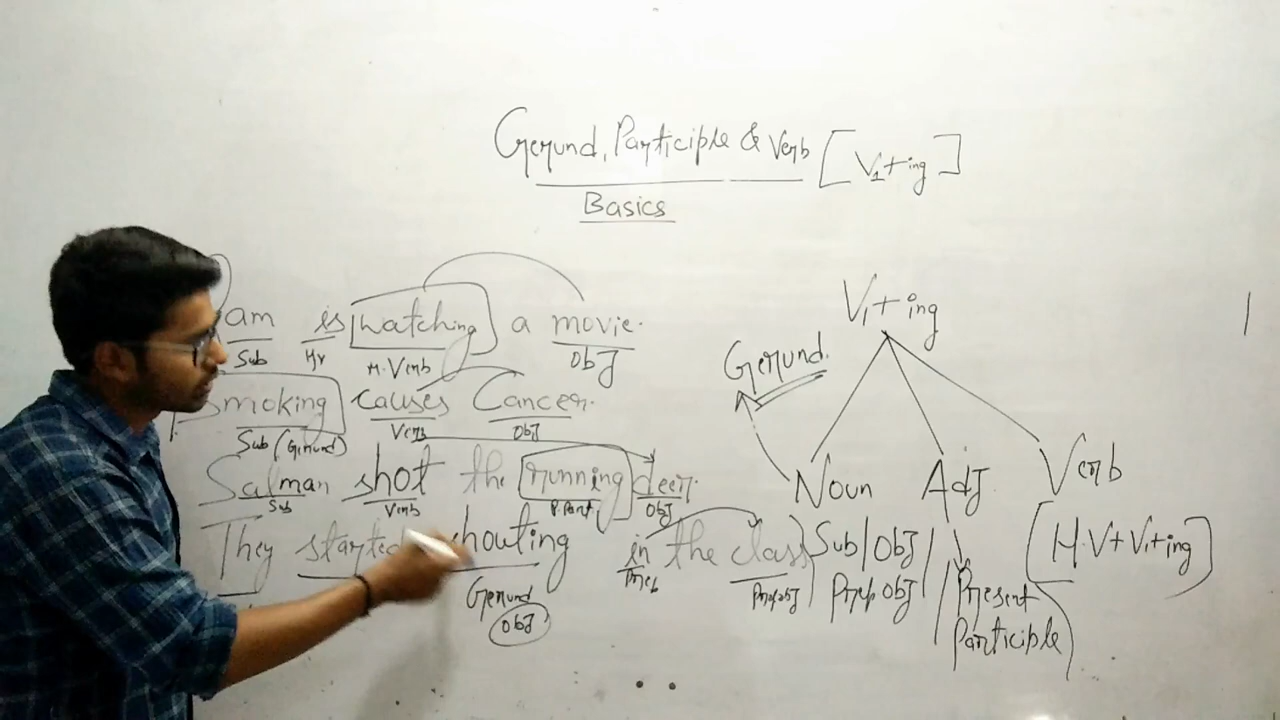 Gerund, Participle & Verb [V1+ing]
Basics
am is watching a movie.
Sub HV M.Verb ObJ
Smoking causes Cancer.
Sub (Gerund) Verb ObJ
Salman shot the running deer.
Sub Verb P.Part ObJ
They started shouting in the class
Gerund Prep PrepobJ
ObJ
V1+ing
Gerund.
Noun AdJ Verb
Sub/ObJ [H.V+V1+ing]
Prep ObJ Present
Participle